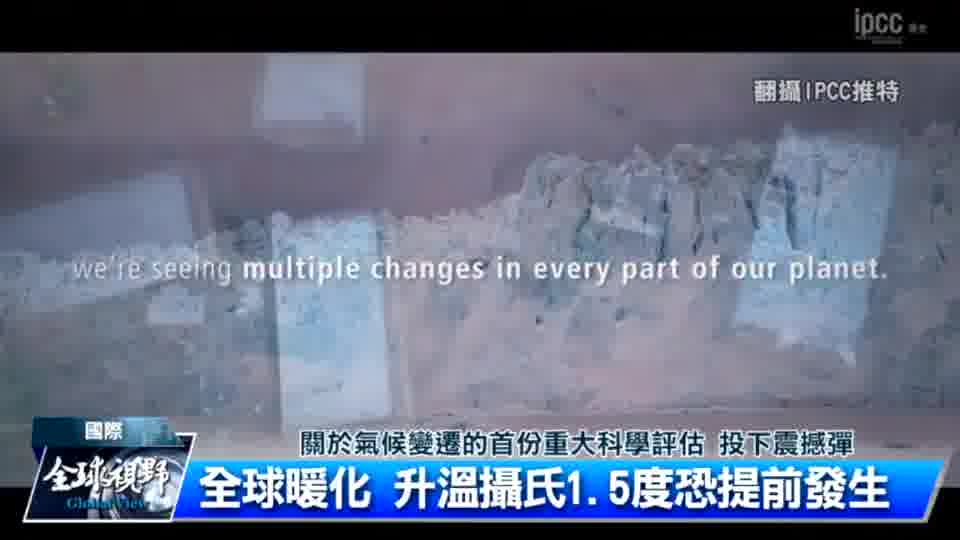 ipcc
翻攝IPCC推特
we're seeing multiple changes in every part of our planet.
國際
關於氣候變遷的首份重大科學評估 投下震撼彈
全球視野
Global View
全球暖化 升溫攝氏1.5度恐提前發生